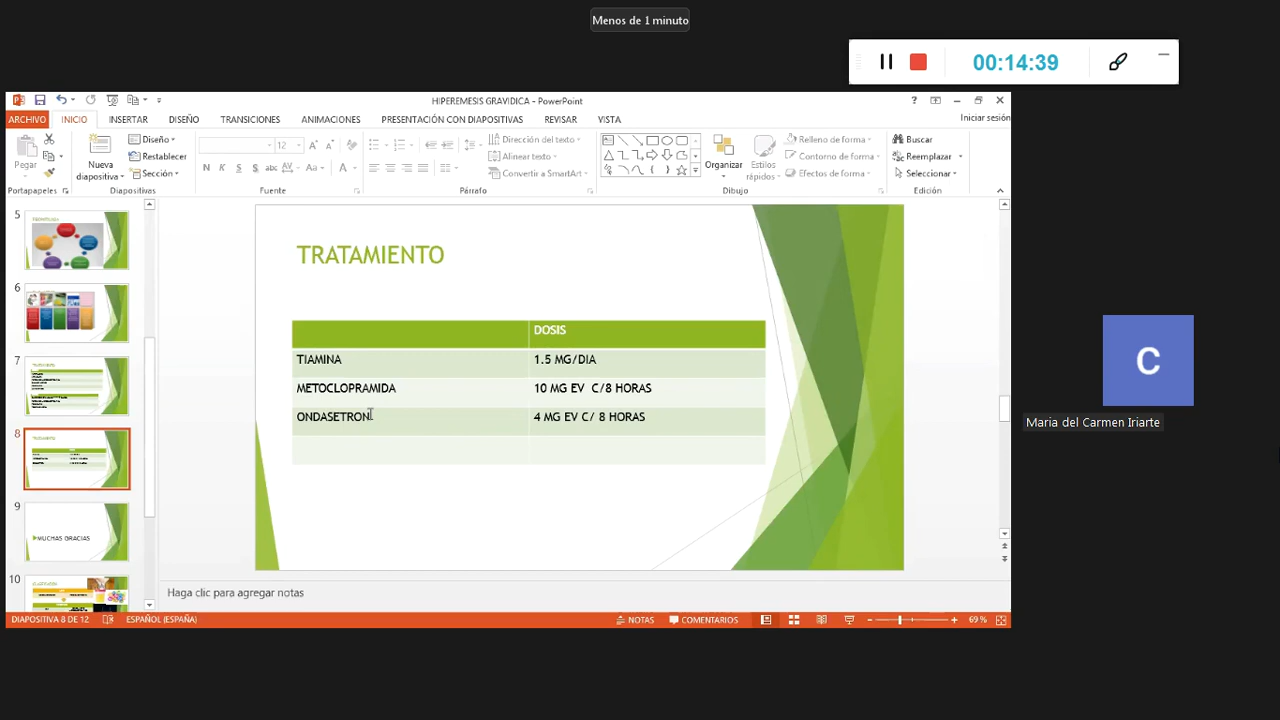 Menos de 1 minuto
00:14:39
HIPEREMESIS GRAVIDICA - PowerPoint
ARCHIVO INICIO INSERTAR DISEÑO TRANSICIONES ANIMACIONES PRESENTACIÓN CON DIAPOSITIVAS REVISAR VISTA Iniciar sesión
Pegar
Nueva diapositiva
Diseño
Restablecer
Sección
12
N K S abc AV Aa A
Dirección del texto
Alinear texto
Convertir a SmartArt
Organizar
Estilos rápidos
Relleno de forma
Contorno de forma
Efectos de forma
Buscar
Reemplazar
Seleccionar
Portapapeles Diapositivas Fuente Párrafo Dibujo Edición
5
6
7
8
9
MUCHAS GRACIAS
10
TRATAMIENTO
DOSIS
TIAMINA 1.5 MG/DIA
METOCLOPRAMIDA 10 MG EV C/8 HORAS
ONDASETRON 4 MG EV C/ 8 HORAS
C
Maria del Carmen Iriarte
Haga clic para agregar notas
DIAPOSITIVA 8 DE 12 ESPAÑOL (ESPAÑA) NOTAS COMENTARIOS 69 %